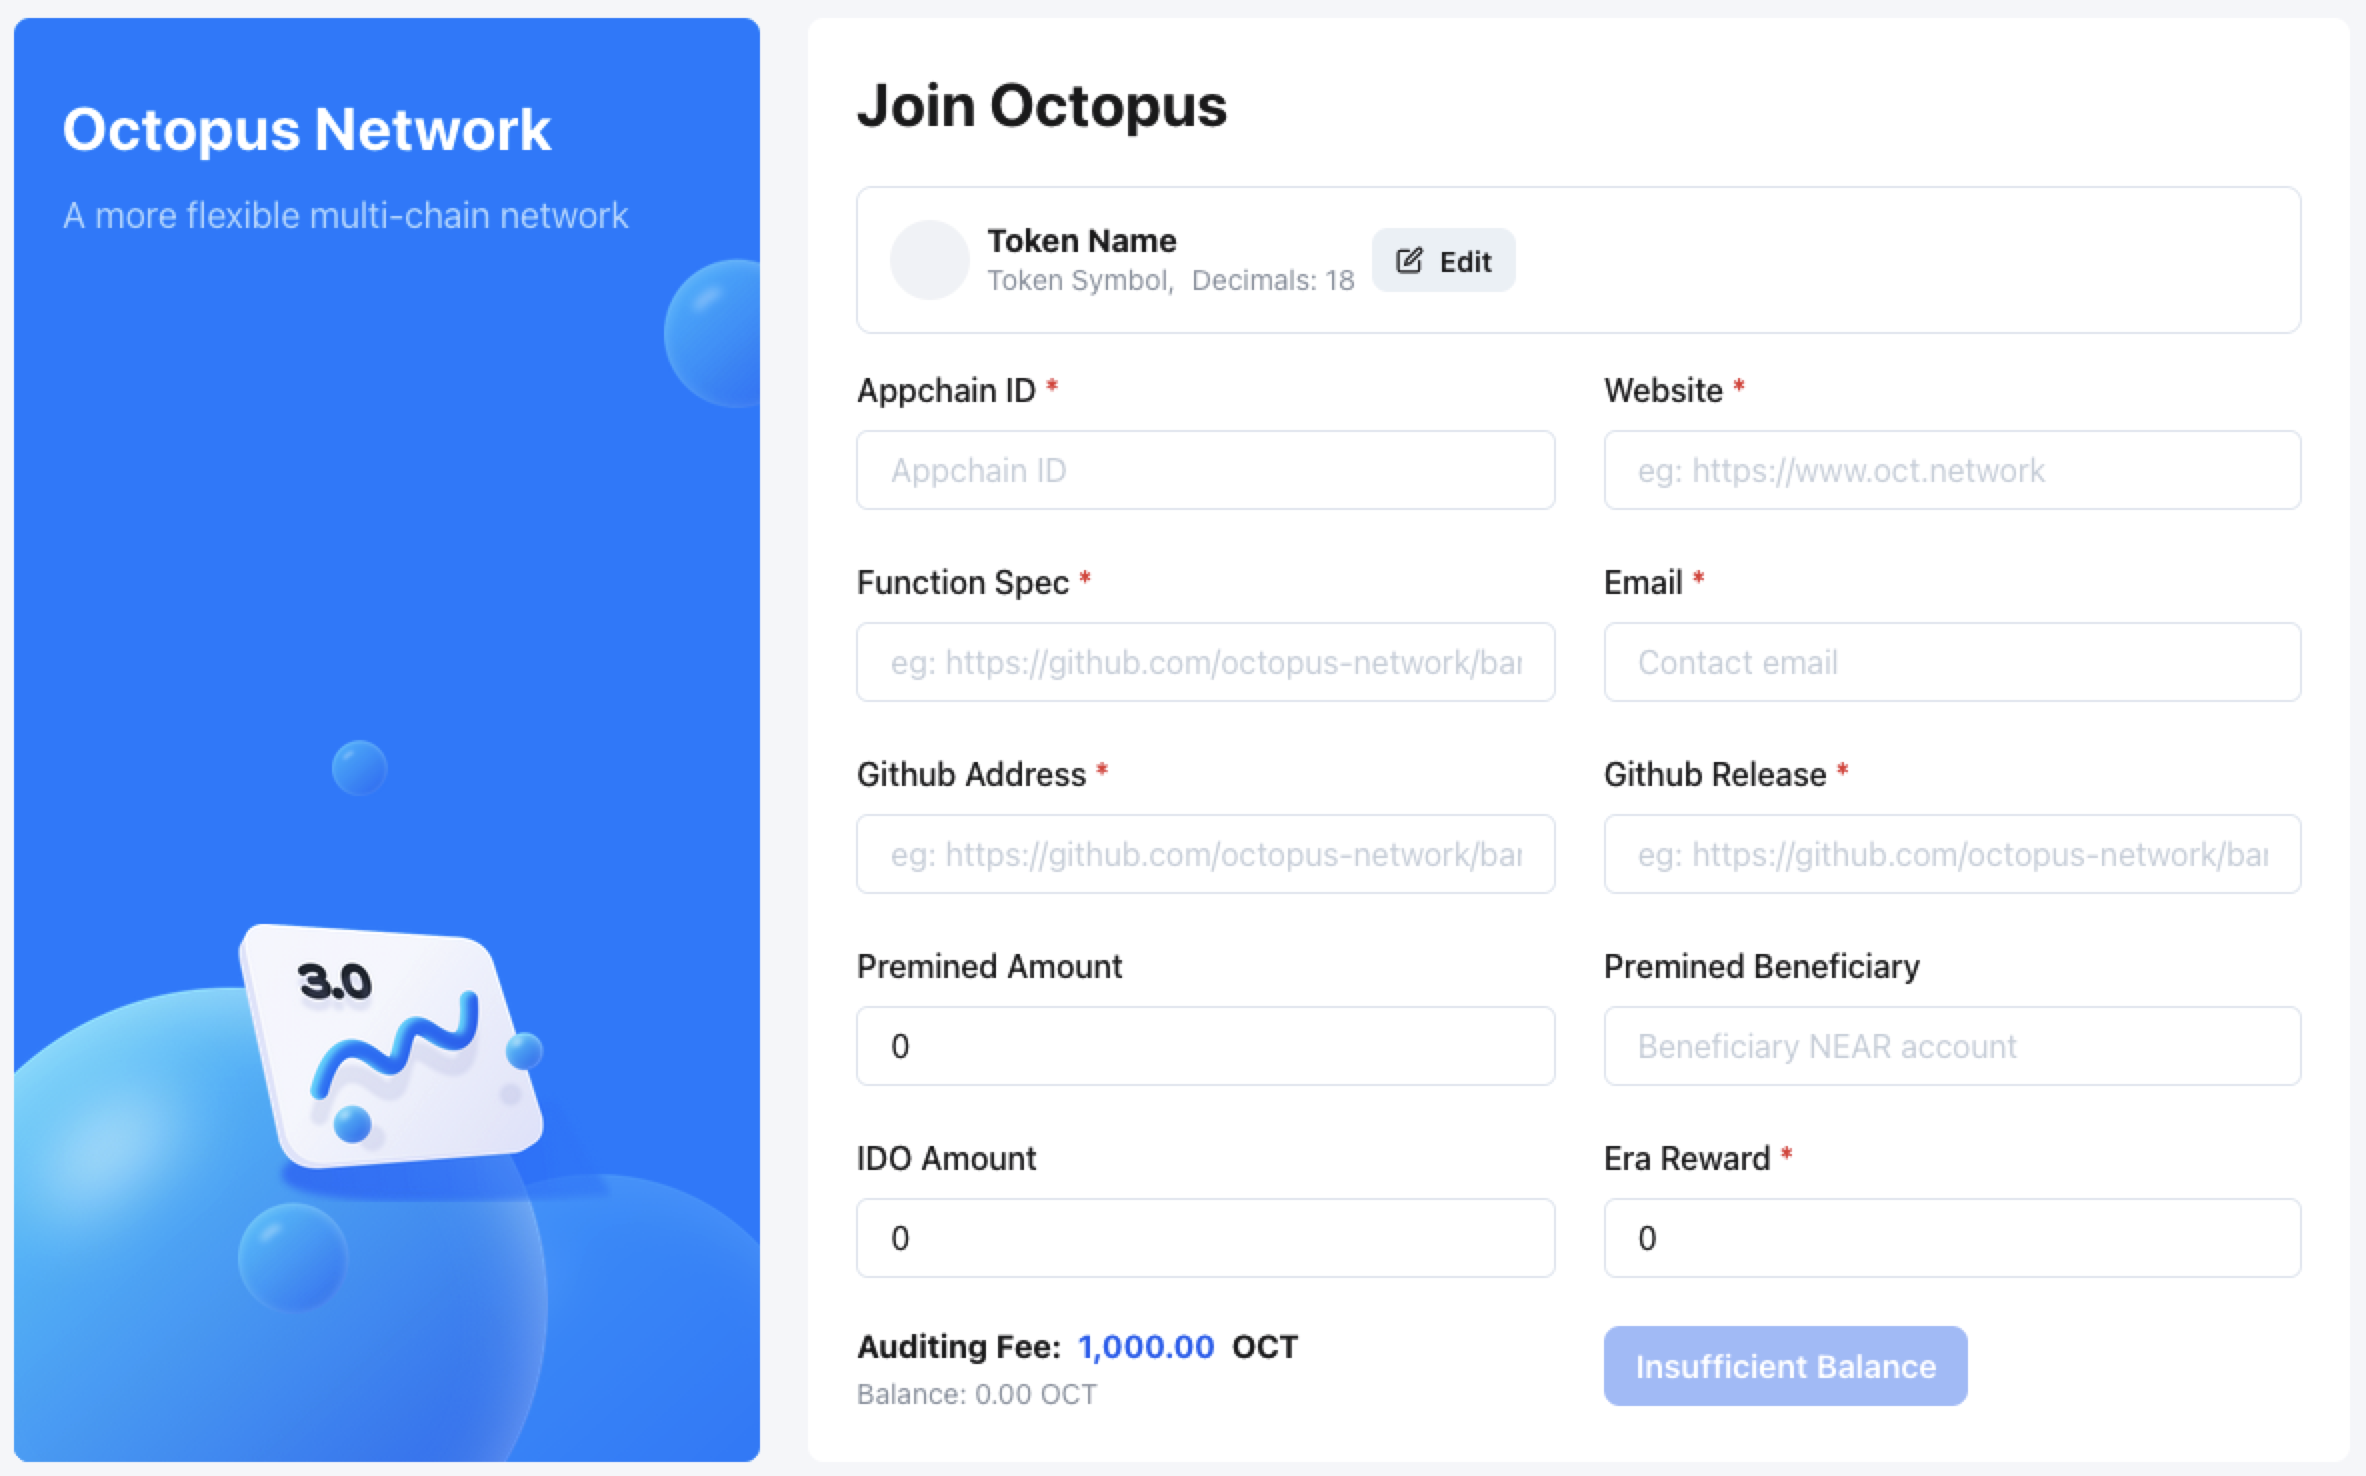 Octopus Network
A more flexible multi-chain network
3.0
Join Octopus
Token Name
Token Symbol, Decimals: 18
Edit
Appchain ID *
Appchain ID
Website *
eg: https://www.oct.network
Function Spec *
eg: https://github.com/octopus-network/bar
Email *
Contact email
Github Address *
eg: https://github.com/octopus-network/bar
Github Release *
eg: https://github.com/octopus-network/bar
Premined Amount
0
Premined Beneficiary
Beneficiary NEAR account
IDO Amount
0
Era Reward *
0
Auditing Fee: 1,000.00 OCT
Balance: 0.00 OCT
Insufficient Balance